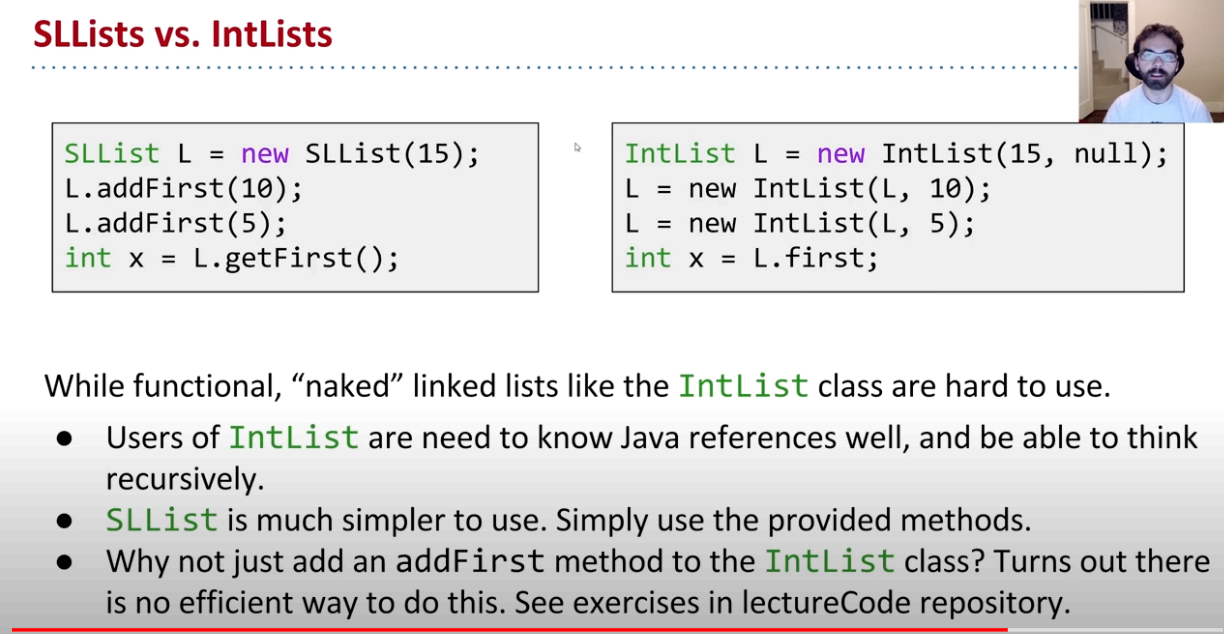 SLLists vs. IntLists
SLList L = new SLList(15);
L.addFirst(10);
L.addFirst(5);
int x = L.getFirst();
IntList L = new IntList(15, null);
L = new IntList(L, 10);
L = new IntList(L, 5);
int x = L.first;
While functional, “naked” linked lists like the IntList class are hard to use.
● Users of IntList are need to know Java references well, and be able to think
recursively.
● SLList is much simpler to use. Simply use the provided methods.
● Why not just add an addFirst method to the IntList class? Turns out there
is no efficient way to do this. See exercises in lectureCode repository.